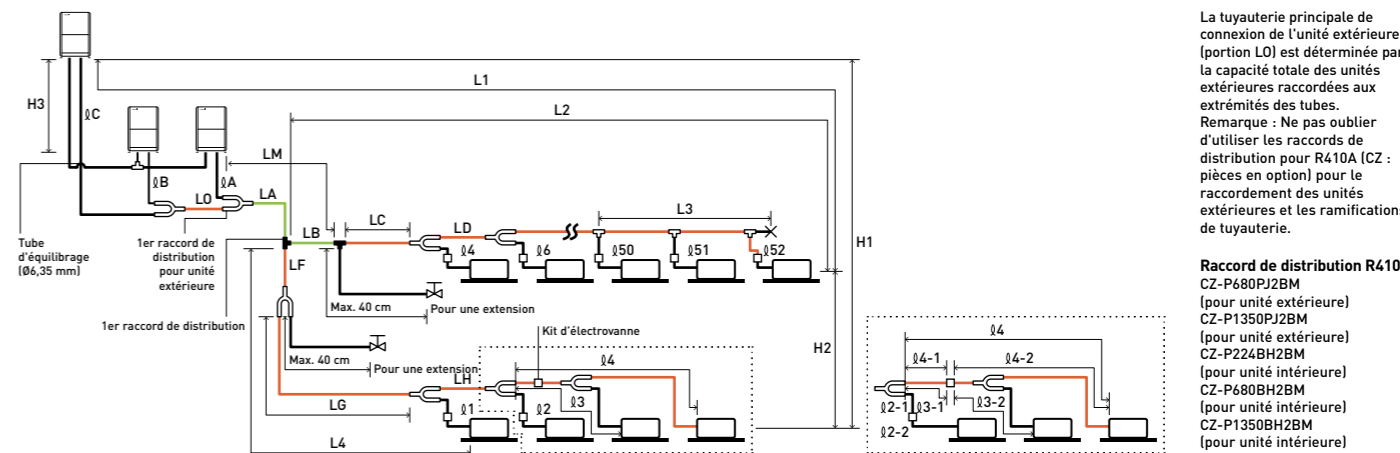 H3
ℓC
ℓB
LO
ℓA
LA
LM
L1
L2
LB
LC
LD
L3
H1
ℓ4
ℓ6
ℓ50
ℓ51
ℓ52
Tube
d'équilibrage
(Ø6,35 mm)
1er raccord de
distribution
pour unité
extérieure
LF
1er raccord de distribution
Max. 40 cm
Pour une extension
Max. 40 cm
Pour une extension
Kit d'électrovanne
H2
LG
LH
L4
ℓ1
ℓ2
ℓ3
ℓ4
ℓ4
ℓ4-1
ℓ4-2
ℓ2-1
ℓ3-1
ℓ3-2
ℓ2-2
La tuyauterie principale de
connexion de l'unité extérieure
(portion LO) est déterminée par
la capacité totale des unités
extérieures raccordées aux
extrémités des tubes.
Remarque : Ne pas oublier
d'utiliser les raccords de
distribution pour R410A (CZ :
pièces en option) pour le
raccordement des unités
extérieures et les ramifications
de tuyauterie.
Raccord de distribution R410
CZ-P680PJ2BM
(pour unité extérieure)
CZ-P1350PJ2BM
(pour unité extérieure)
CZ-P224BH2BM
(pour unité intérieure)
CZ-P680BH2BM
(pour unité intérieure)
CZ-P1350BH2BM
(pour unité intérieure)